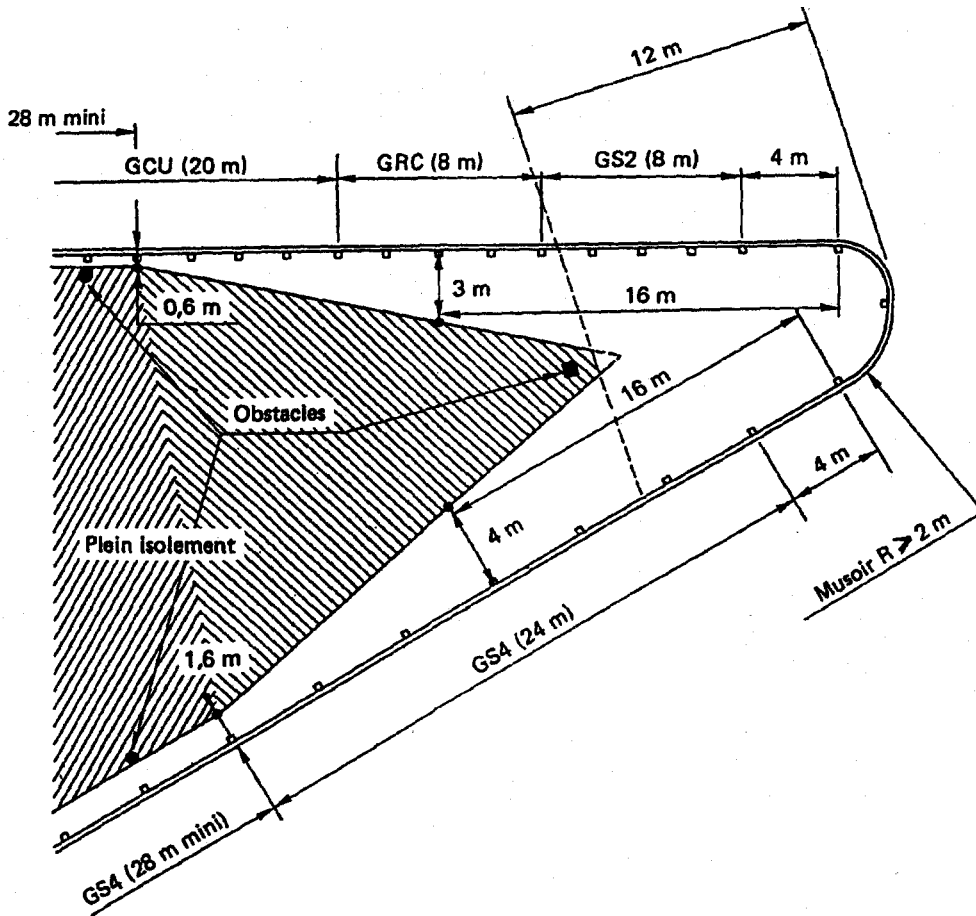 12 m
28 m mini
GCU (20 m)
GRC (8 m)
GS2 (8 m)
4 m
3 m
0,6 m
16 m
16 m
Obstacles
4 m
4 m
Plein isolement
Musoir R ⩾ 2 m
1,6 m
GS4 (24 m)
GS4 (28 m mini)